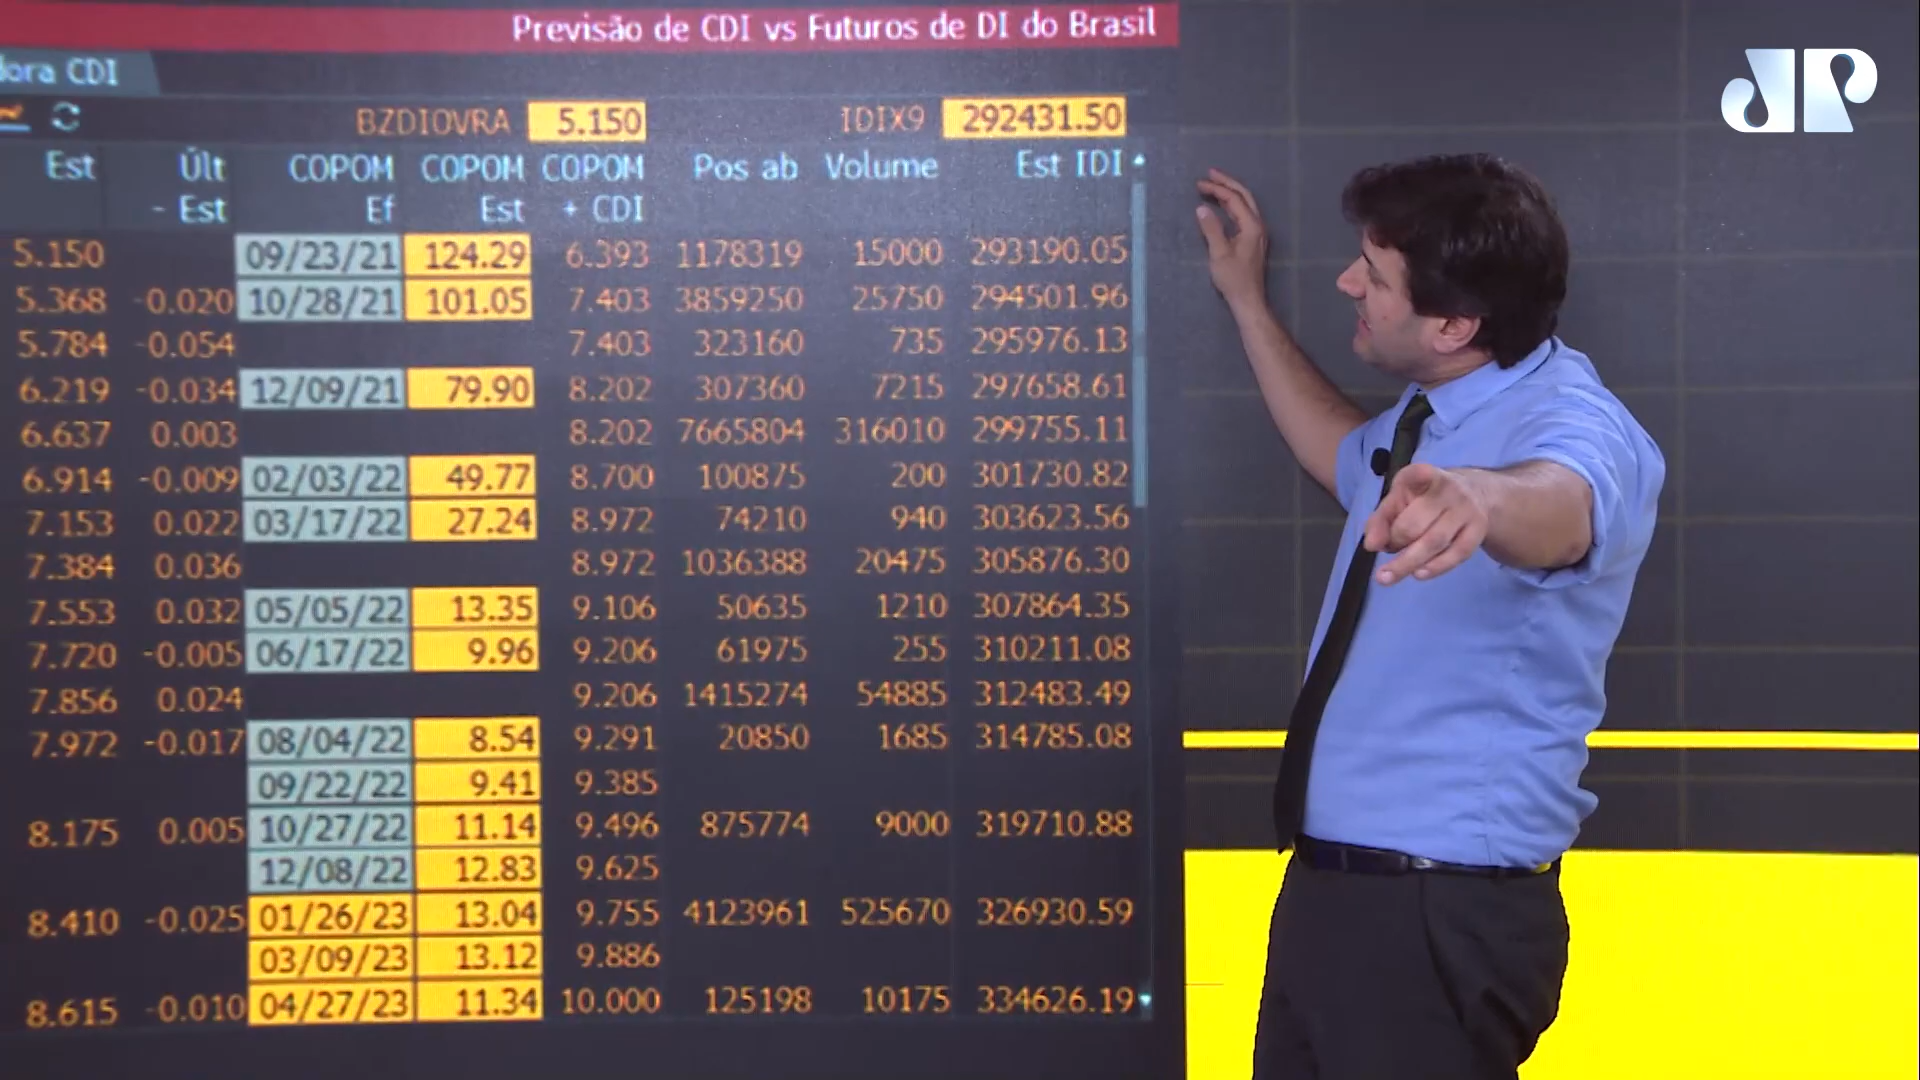 Previsão de CDI vs Futuros de DI do Brasil
JP
dora CDI
BZDIOVRA 5.150 IDIX9 292431.50
Est Últ COPOM COPOM COPOM Pos ab Volume Est IDI
- Est Ef Est + CDI
5.150 09/23/21 124.29 6.393 1178319 15000 293190.05
5.368 -0.020 10/28/21 101.05 7.403 3859250 25750 294501.96
5.784 -0.054 7.403 323160 735 295976.13
6.219 -0.034 12/09/21 79.90 8.202 307360 7215 297658.61
6.637 0.003 8.202 7665804 316010 299755.11
6.914 -0.009 02/03/22 49.77 8.700 100875 200 301730.82
7.153 0.022 03/17/22 27.24 8.972 74210 940 303623.56
7.384 0.036 8.972 1036388 20475 305876.30
7.553 0.032 05/05/22 13.35 9.106 50635 1210 307864.35
7.720 -0.005 06/17/22 9.96 9.206 61975 255 310211.08
7.856 0.024 9.206 1415274 54885 312483.49
7.972 -0.017 08/04/22 8.54 9.291 20850 1685 314785.08
09/22/22 9.41 9.385
8.175 0.005 10/27/22 11.14 9.496 875774 9000 319710.88
12/08/22 12.83 9.625
8.410 -0.025 01/26/23 13.04 9.755 4123961 525670 326930.59
03/09/23 13.12 9.886
8.615 -0.010 04/27/23 11.34 10.000 125198 10175 334626.19